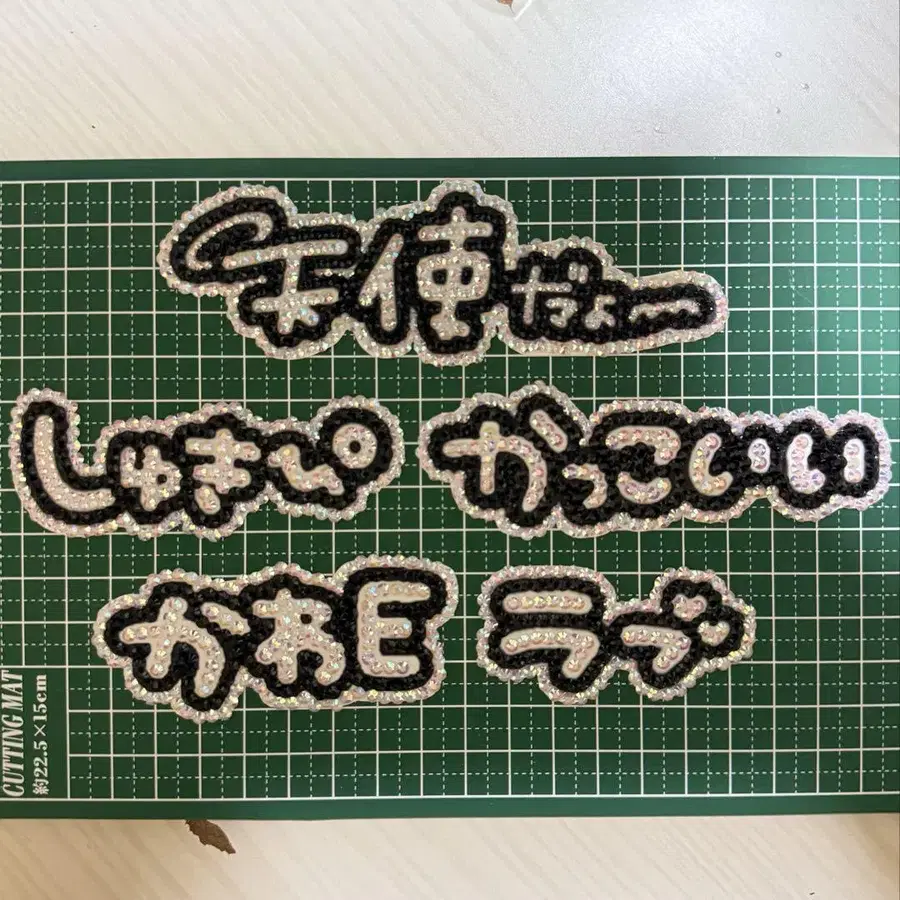 天使だょ〜
しゅきぴ かっこいい
かわE ラブ
CUTTING MAT
約22.5×15cm